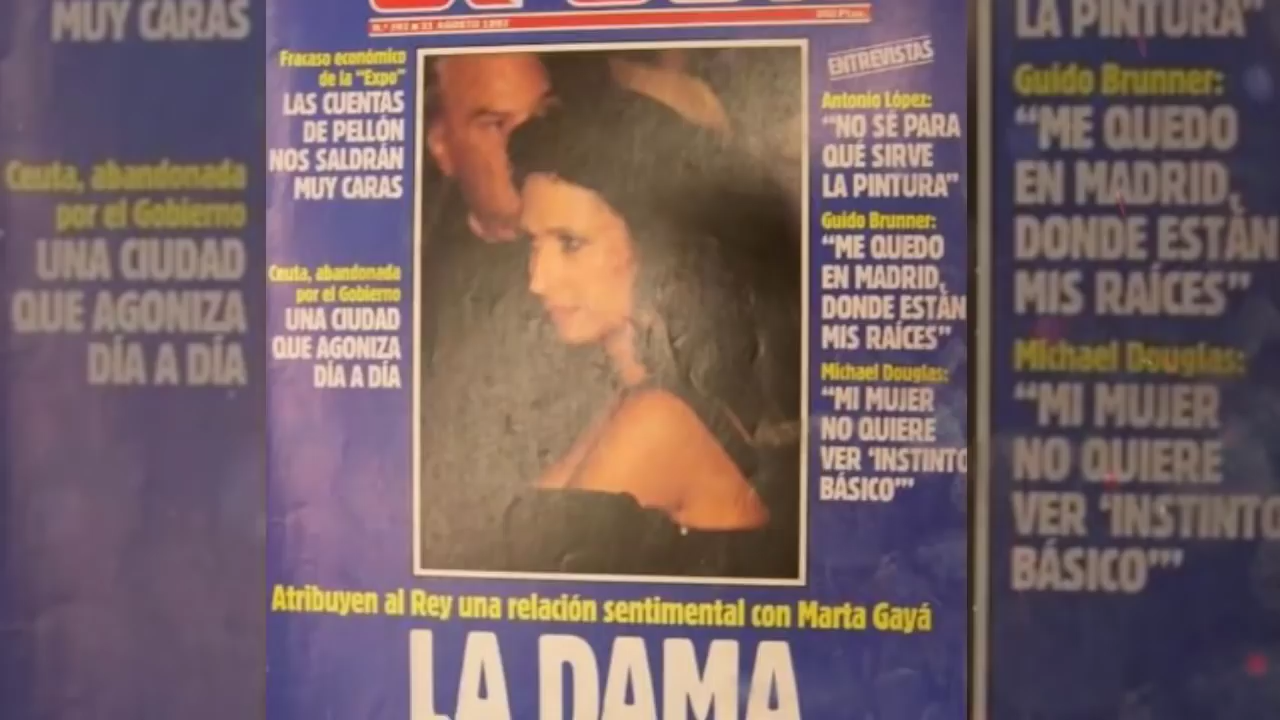 MUY CARAS
Ceuta, abandonada
por el Gobierno
UNA CIUDAD
QUE AGONIZA
DÍA A DÍA
AGOSTO
Fracaso económico
de la "Expo"
LAS CUENTAS
DE PELLÓN
NOS SALDRÁN
MUY CARAS
Ceuta, abandonada
por el Gobierno
UNA CIUDAD
QUE AGONIZA
DÍA A DÍA
ENTREVISTAS
Antonio López:
"NO SÉ PARA
QUÉ SIRVE
LA PINTURA"
Guido Brunner:
"ME QUEDO
EN MADRID,
DONDE ESTÁN
MIS RAÍCES"
Michael Douglas:
"MI MUJER
NO QUIERE
VER 'INSTINTO
BÁSICO'"
Atribuyen al Rey una relación sentimental con Marta Gayá
LA DAMA
LA PINTURA"
Guido Brunner:
"ME QUEDO
EN MADRID,
DONDE ESTÁN
MIS RAÍCES"
Michael Douglas:
"MI MUJER
NO QUIERE
VER 'INSTINTO
BÁSICO'"